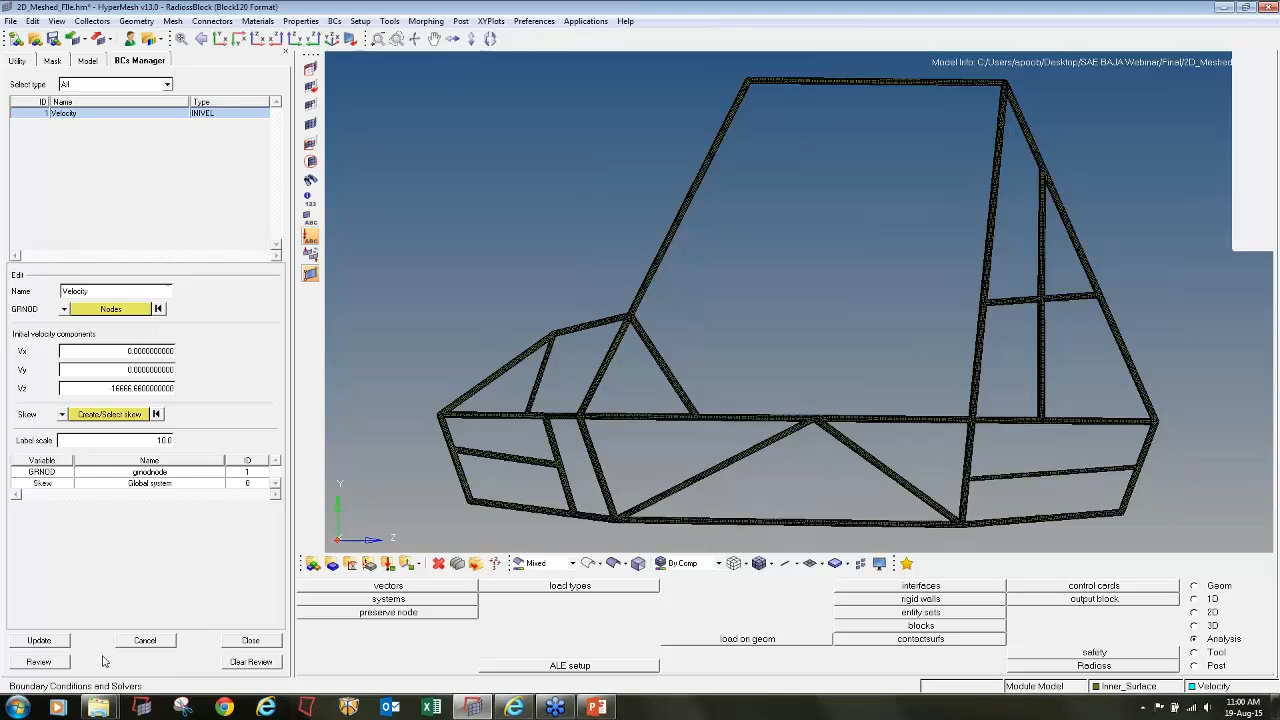 2D_Meshed_FIle.hm* - HyperMesh v13.0 - RadiossBlock (Block120 Format)
File Edit View Collectors Geometry Mesh Connectors Materials Properties BCs Setup Tools Morphing Post XYPlots Preferences Applications Help
Utility Mask Model BCs Manager
Model Info: C:/Users/apoob/Desktop/SAE BAJA Webinar/Final/2D_Meshed
Select type All
ID Name Type
1 Velocity INIVEL
Edit
Name Velocity
GRNOD Nodes
Initial velocity components
Vx 0.0000000000
Vy 0.0000000000
Vz -16666.6600000000
Skew Create/Select skew
Label scale 10.0
Variable Name ID
GRNOD grnodnode 1
Skew Global system 0
Update Cancel Close
Review Clear Review
123
ABC
ABC
Y
X Z
Mixed By Comp
vectors load types interfaces control cards Geom
systems rigid walls output block 1D
preserve node entity sets 2D
blocks 3D
load on geom contactsurfs Analysis
safety Tool
ALE setup Radioss Post
Boundary Conditions and Solvers Module Model Inner_Surface Velocity
11:00 AM
19-Aug-15